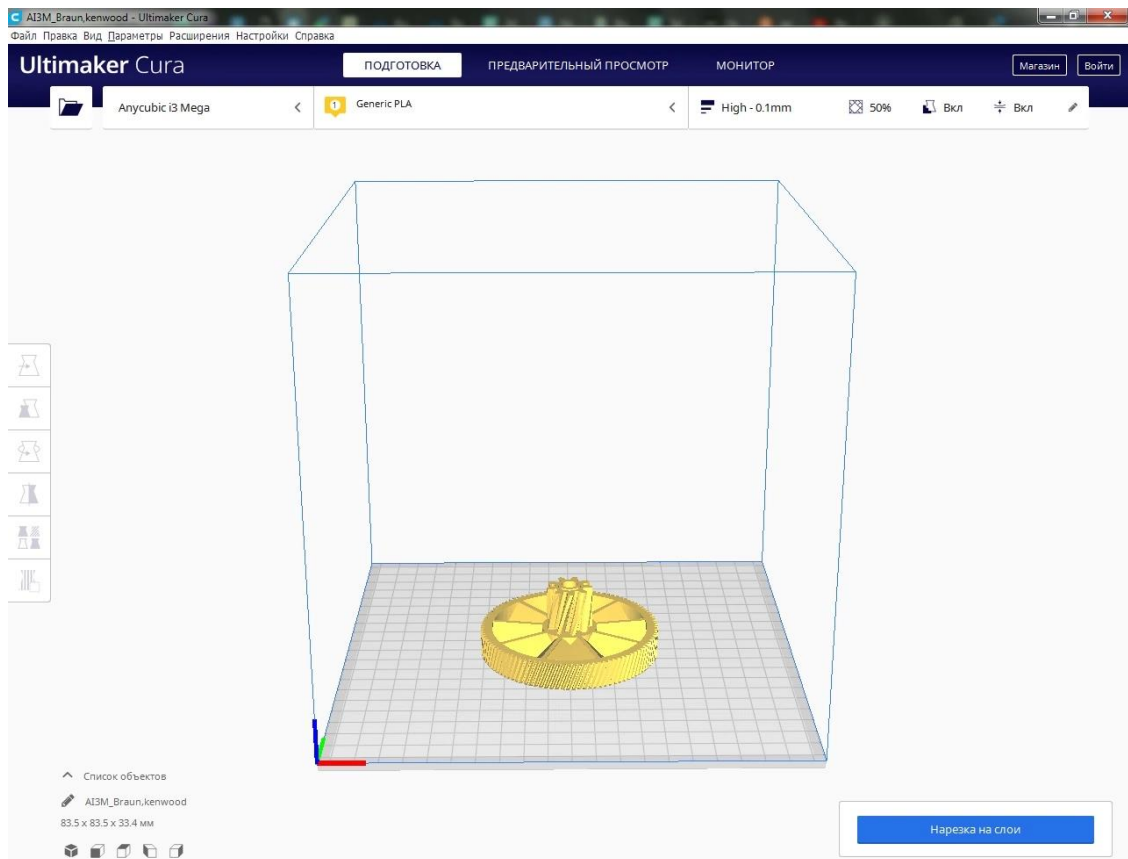 AI3M_Braun,kenwood - Ultimaker Cura
Файл Правка Вид Параметры Расширения Настройки Справка
Ultimaker Cura ПОДГОТОВКА ПРЕДВАРИТЕЛЬНЫЙ ПРОСМОТР МОНИТОР Магазин Войти
Anycubic i3 Mega 1 Generic PLA High - 0.1mm 50% Вкл Вкл
Список объектов
AI3M_Braun,kenwood
83.5 x 83.5 x 33.4 мм
Нарезка на слои